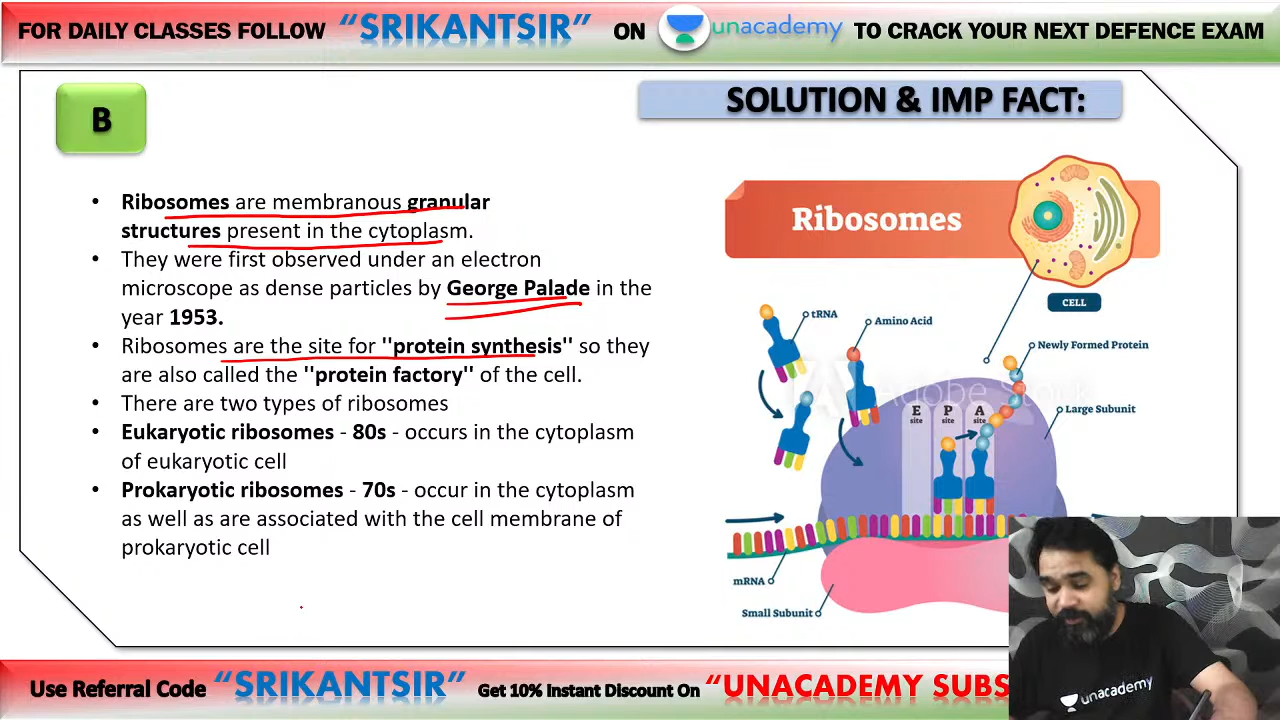 FOR DAILY CLASSES FOLLOW "SRIKANTSIR" ON unacademy TO CRACK YOUR NEXT DEFENCE EXAM
B
SOLUTION & IMP FACT:
• Ribosomes are membranous granular
structures present in the cytoplasm.
• They were first observed under an electron
microscope as dense particles by George Palade in the
year 1953.
• Ribosomes are the site for ''protein synthesis'' so they
are also called the ''protein factory'' of the cell.
• There are two types of ribosomes
• Eukaryotic ribosomes - 80s - occurs in the cytoplasm
of eukaryotic cell
• Prokaryotic ribosomes - 70s - occur in the cytoplasm
as well as are associated with the cell membrane of
prokaryotic cell
Ribosomes
CELL
tRNA
Amino Acid
Newly Formed Protein
Adobe Stock
Large Subunit
E site P site A site
mRNA
Small Subunit
unacademy
Use Referral Code "SRIKANTSIR" Get 10% Instant Discount On "UNACADEMY SUBS